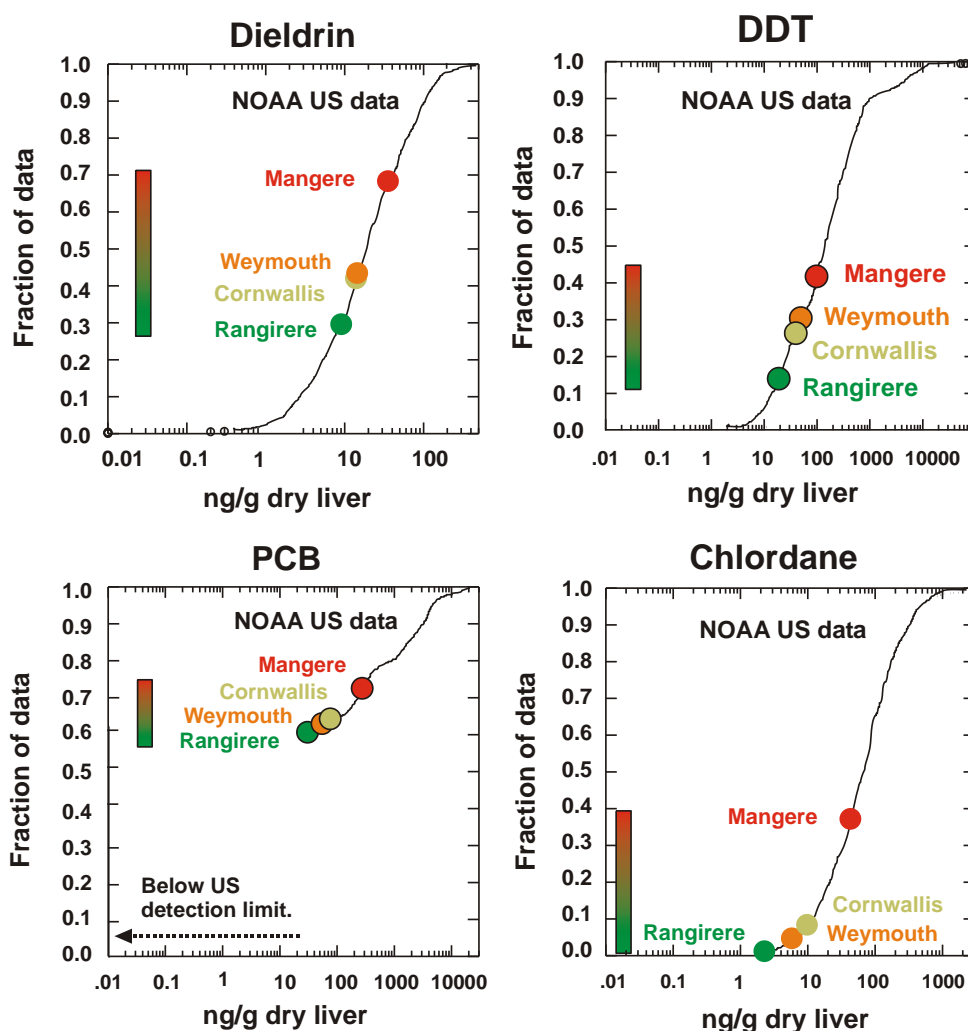 Dieldrin
1.0
0.9
0.8
0.7
0.6
0.5
0.4
0.3
0.2
0.1
0.0
Fraction of data
NOAA US data
Mangere
Weymouth
Cornwallis
Rangirere
0.01
0.1
1
10
100
ng/g dry liver
DDT
1.0
0.9
0.8
0.7
0.6
0.5
0.4
0.3
0.2
0.1
0.0
Fraction of data
NOAA US data
Mangere
Weymouth
Cornwallis
Rangirere
.01
0.1
1
10
100
1000
10000
ng/g dry liver
PCB
1.0
0.9
0.8
0.7
0.6
0.5
0.4
0.3
0.2
0.1
0.0
Fraction of data
NOAA US data
Mangere
Cornwallis
Weymouth
Rangirere
Below US
detection limit.
.01
0.1
1
10
100
1000
10000
ng/g dry liver
Chlordane
1.0
0.9
0.8
0.7
0.6
0.5
0.4
0.3
0.2
0.1
0.0
Fraction of data
NOAA US data
Mangere
Cornwallis
Rangirere
Weymouth
.01
0.1
1
10
100
1000
ng/g dry liver